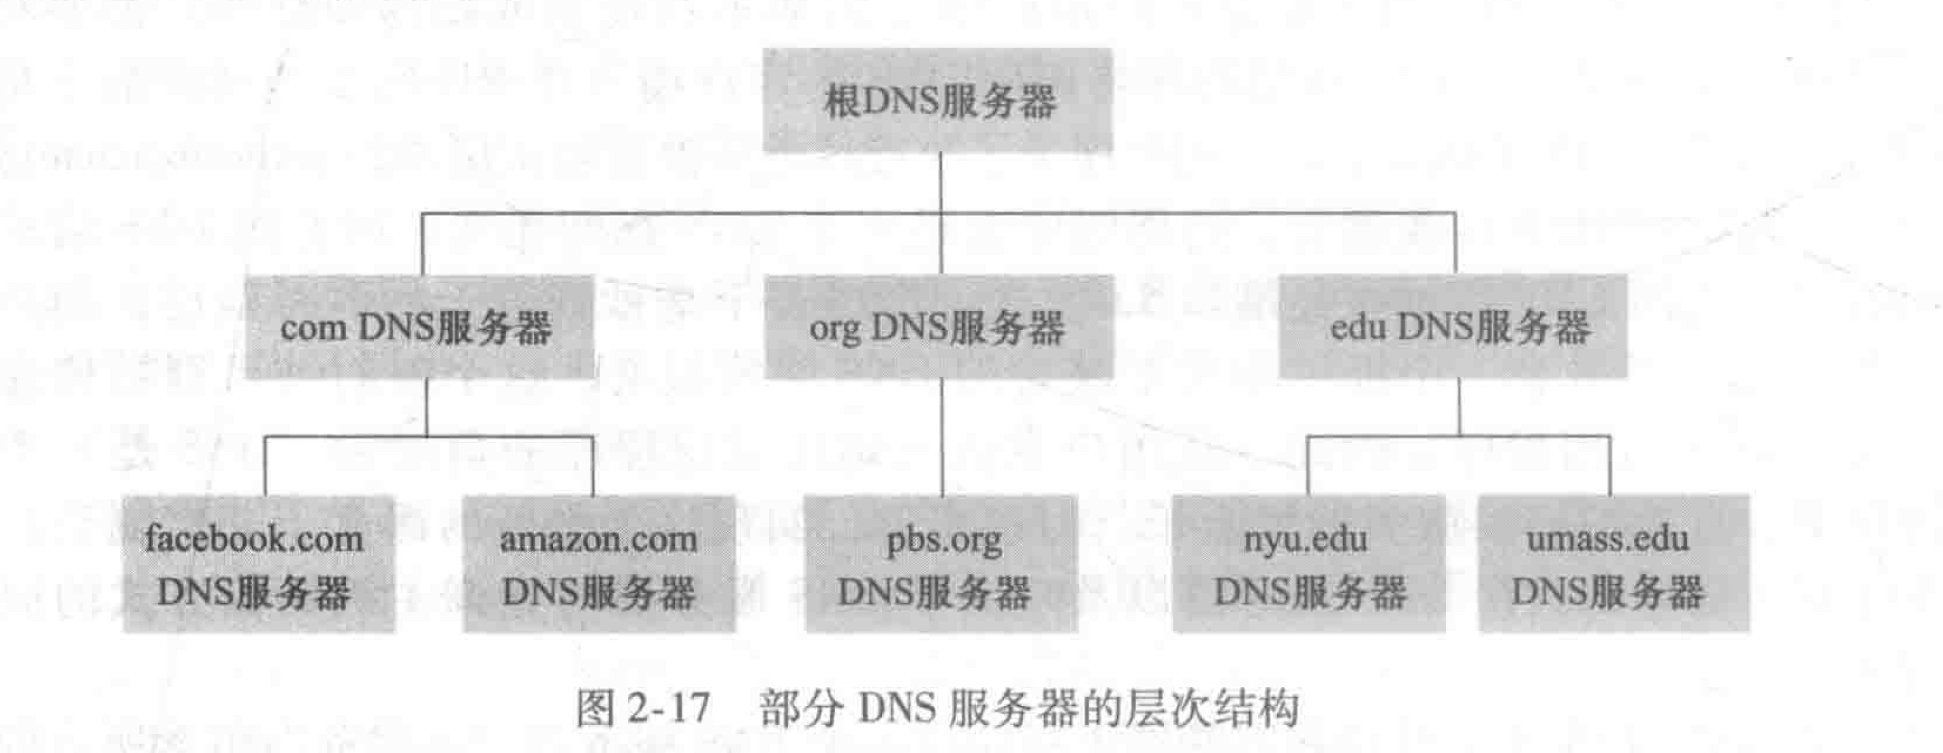 根DNS服务器
com DNS服务器
org DNS服务器
edu DNS服务器
facebook.com
DNS服务器
amazon.com
DNS服务器
pbs.org
DNS服务器
nyu.edu
DNS服务器
umass.edu
DNS服务器
图 2-17 部分 DNS 服务器的层次结构